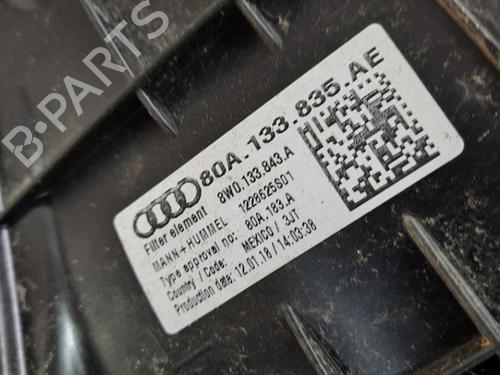 B-PARTS
80A.133.835.AE
Filter element 8W0.133.843.A
MANN+HUMMEL 1228625S01
Type approval no: 80A.183.A
Country / Code: MEXICO / 3JT
Production Date: 12.01.18 / 14:03:38